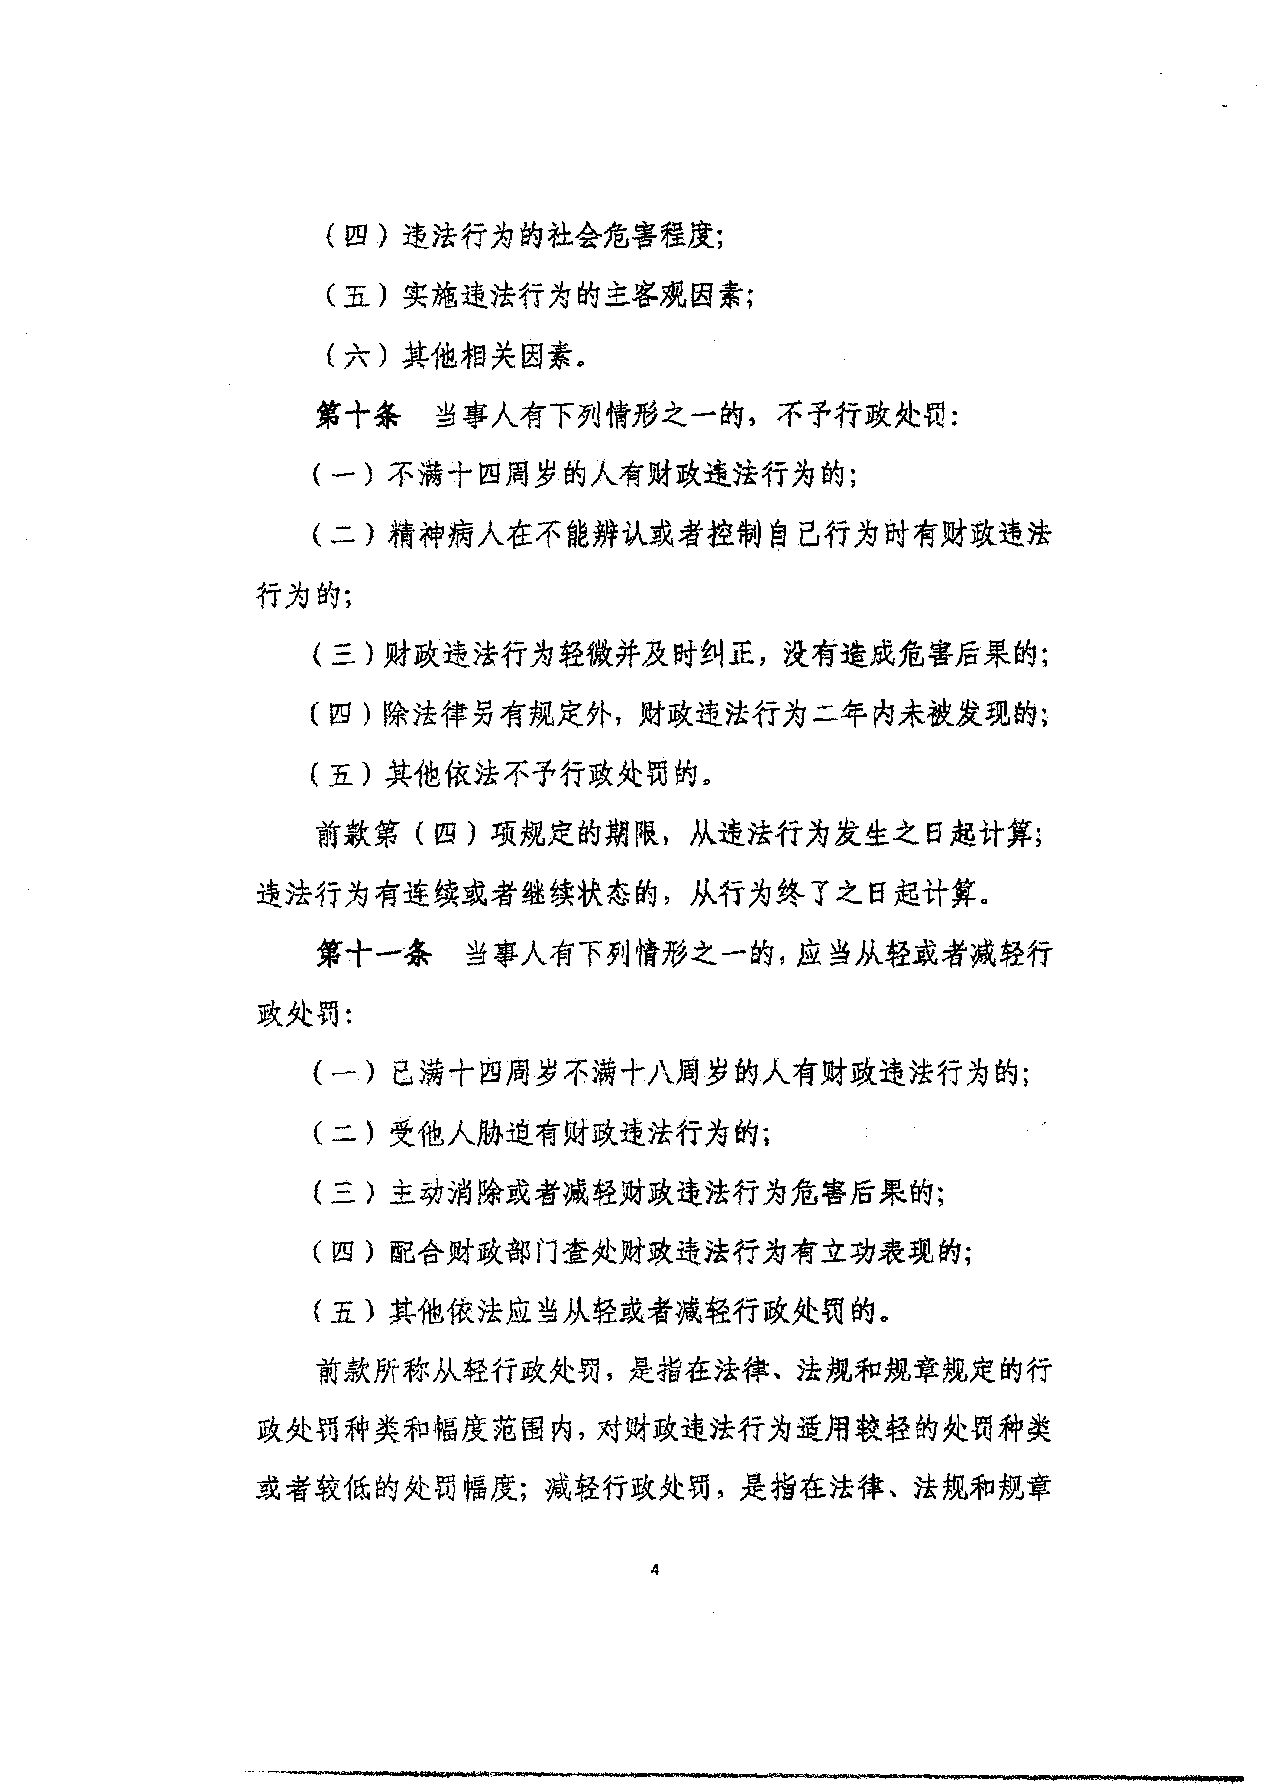 （四）违法行为的社会危害程度；
（五）实施违法行为的主客观因素；
（六）其他相关因素。
第十条　当事人有下列情形之一的，不予行政处罚：
（一）不满十四周岁的人有财政违法行为的；
（二）精神病人在不能辨认或者控制自己行为时有财政违法
行为的；
（三）财政违法行为轻微并及时纠正，没有造成危害后果的；
（四）除法律另有规定外，财政违法行为二年内未被发现的；
（五）其他依法不予行政处罚的。
前款第（四）项规定的期限，从违法行为发生之日起计算；
违法行为有连续或者继续状态的，从行为终了之日起计算。
第十一条　当事人有下列情形之一的，应当从轻或者减轻行
政处罚：
（一）已满十四周岁不满十八周岁的人有财政违法行为的；
（二）受他人胁迫有财政违法行为的；
（三）主动消除或者减轻财政违法行为危害后果的；
（四）配合财政部门查处财政违法行为有立功表现的；
（五）其他依法应当从轻或者减轻行政处罚的。
前款所称从轻行政处罚，是指在法律、法规和规章规定的行
政处罚种类和幅度范围内，对财政违法行为适用较轻的处罚种类
或者较低的处罚幅度；减轻行政处罚，是指在法律、法规和规章
4